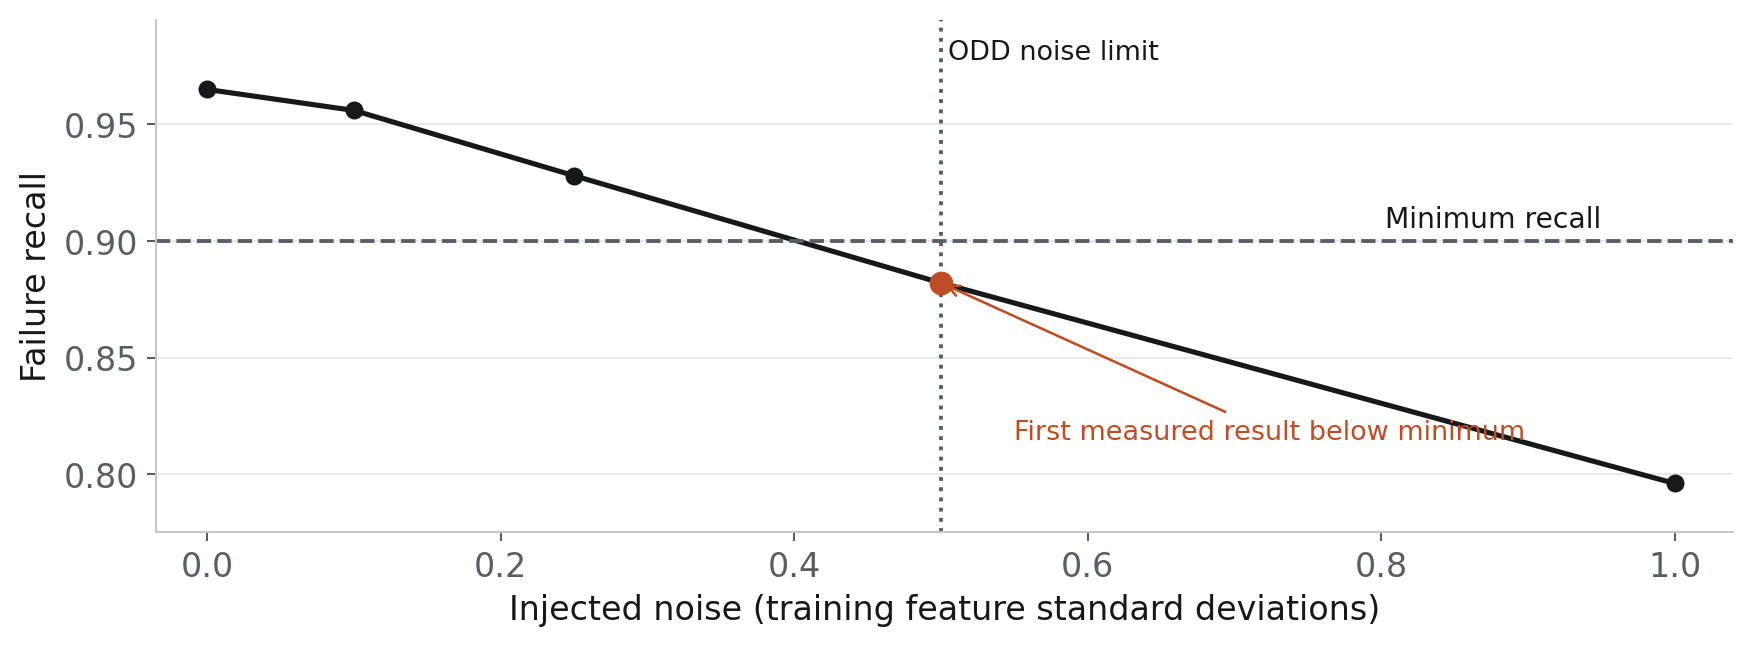 ODD noise limit
0.95
Minimum recall
0.90
Failure recall
0.85
First measured result below minimum
0.80
0.0 0.2 0.4 0.6 0.8 1.0
Injected noise (training feature standard deviations)